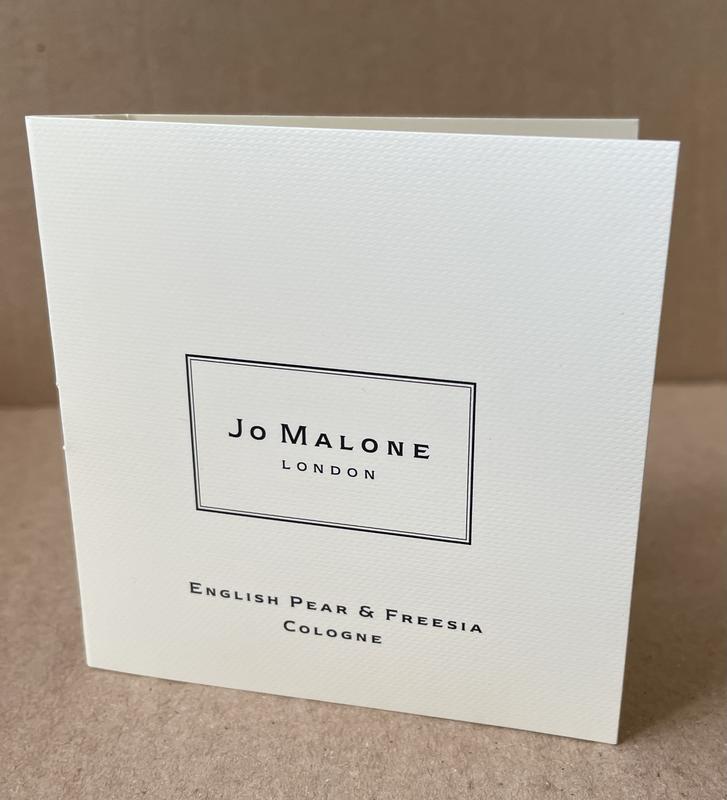 Jo Malone
LONDON
English Pear & Freesia
Cologne